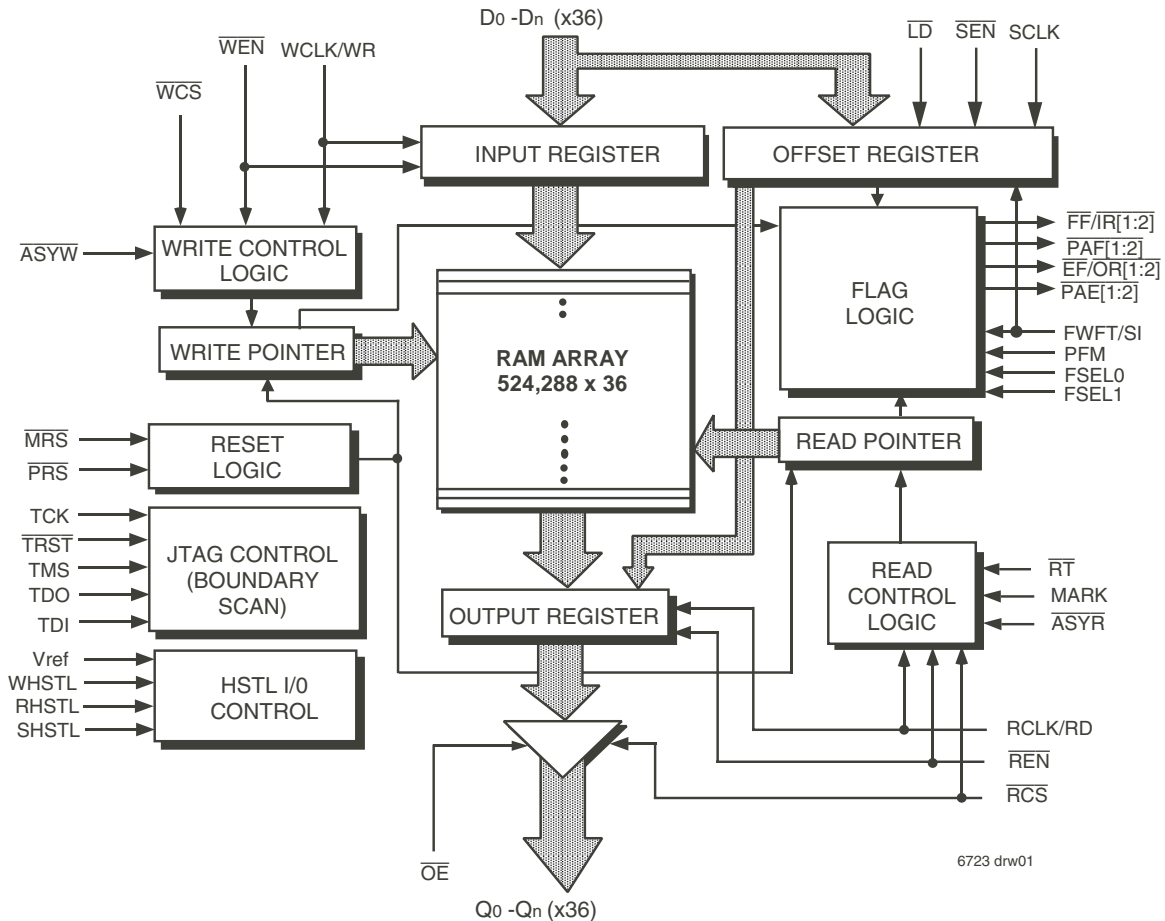 D0 -Dn (x36)
LD SEN SCLK
WEN WCLK/WR
WCS
INPUT REGISTER
OFFSET REGISTER
ASYW
WRITE CONTROL
LOGIC
FF/IR[1:2]
PAF[1:2]
EF/OR[1:2]
PAE[1:2]
FLAG
LOGIC
WRITE POINTER
RAM ARRAY
524,288 x 36
FWFT/SI
PFM
FSEL0
FSEL1
MRS
PRS
RESET
LOGIC
READ POINTER
TCK
TRST
TMS
TDO
TDI
JTAG CONTROL
(BOUNDARY
SCAN)
READ
CONTROL
LOGIC
RT
MARK
ASYR
OUTPUT REGISTER
Vref
WHSTL
RHSTL
SHSTL
HSTL I/0
CONTROL
RCLK/RD
REN
RCS
OE
6723 drw01
Q0 -Qn (x36)